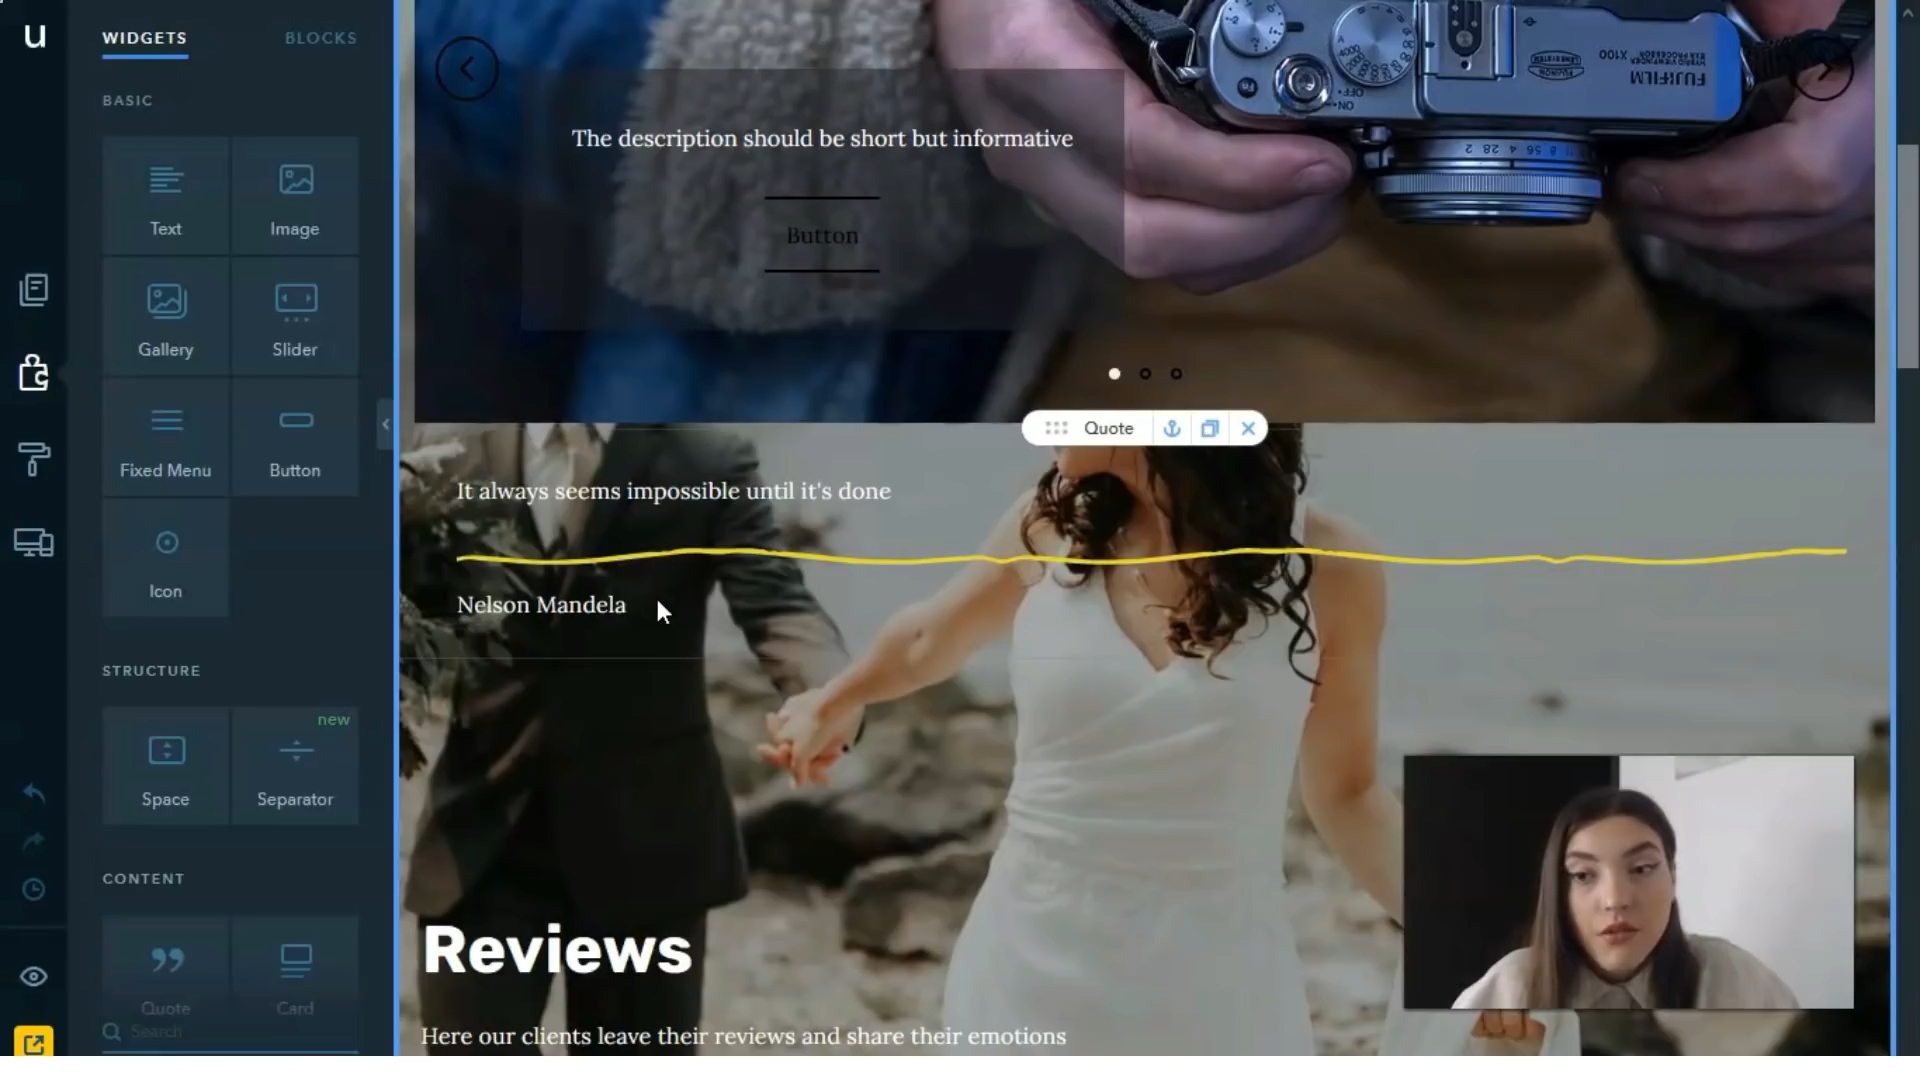 u
WIDGETS
BLOCKS
BASIC
Text
Image
Gallery
Slider
Fixed Menu
Button
Icon
STRUCTURE
new
Space
Separator
CONTENT
Quote
Card
Search
FUJIFILM
X100
The description should be short but informative
Button
Quote
It always seems impossible until it's done
Nelson Mandela
Reviews
Here our clients leave their reviews and share their emotions